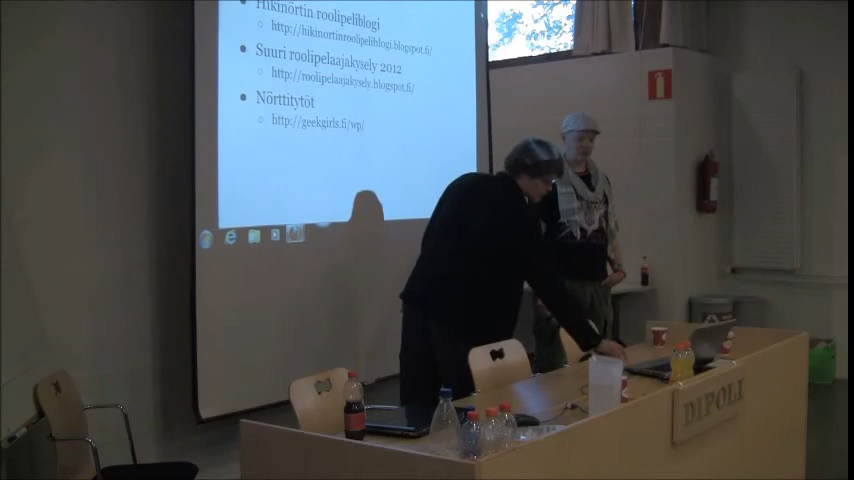 Hikinörtin roolipeliblogi
http://hikinortinroolipeliblogi.blogspot.fi/
Suuri roolipelaajakysely 2012
http://roolipelaajakysely.blogspot.fi/
Nörttitytöt
http://geekgirls.fi/wp/
DIPOLI